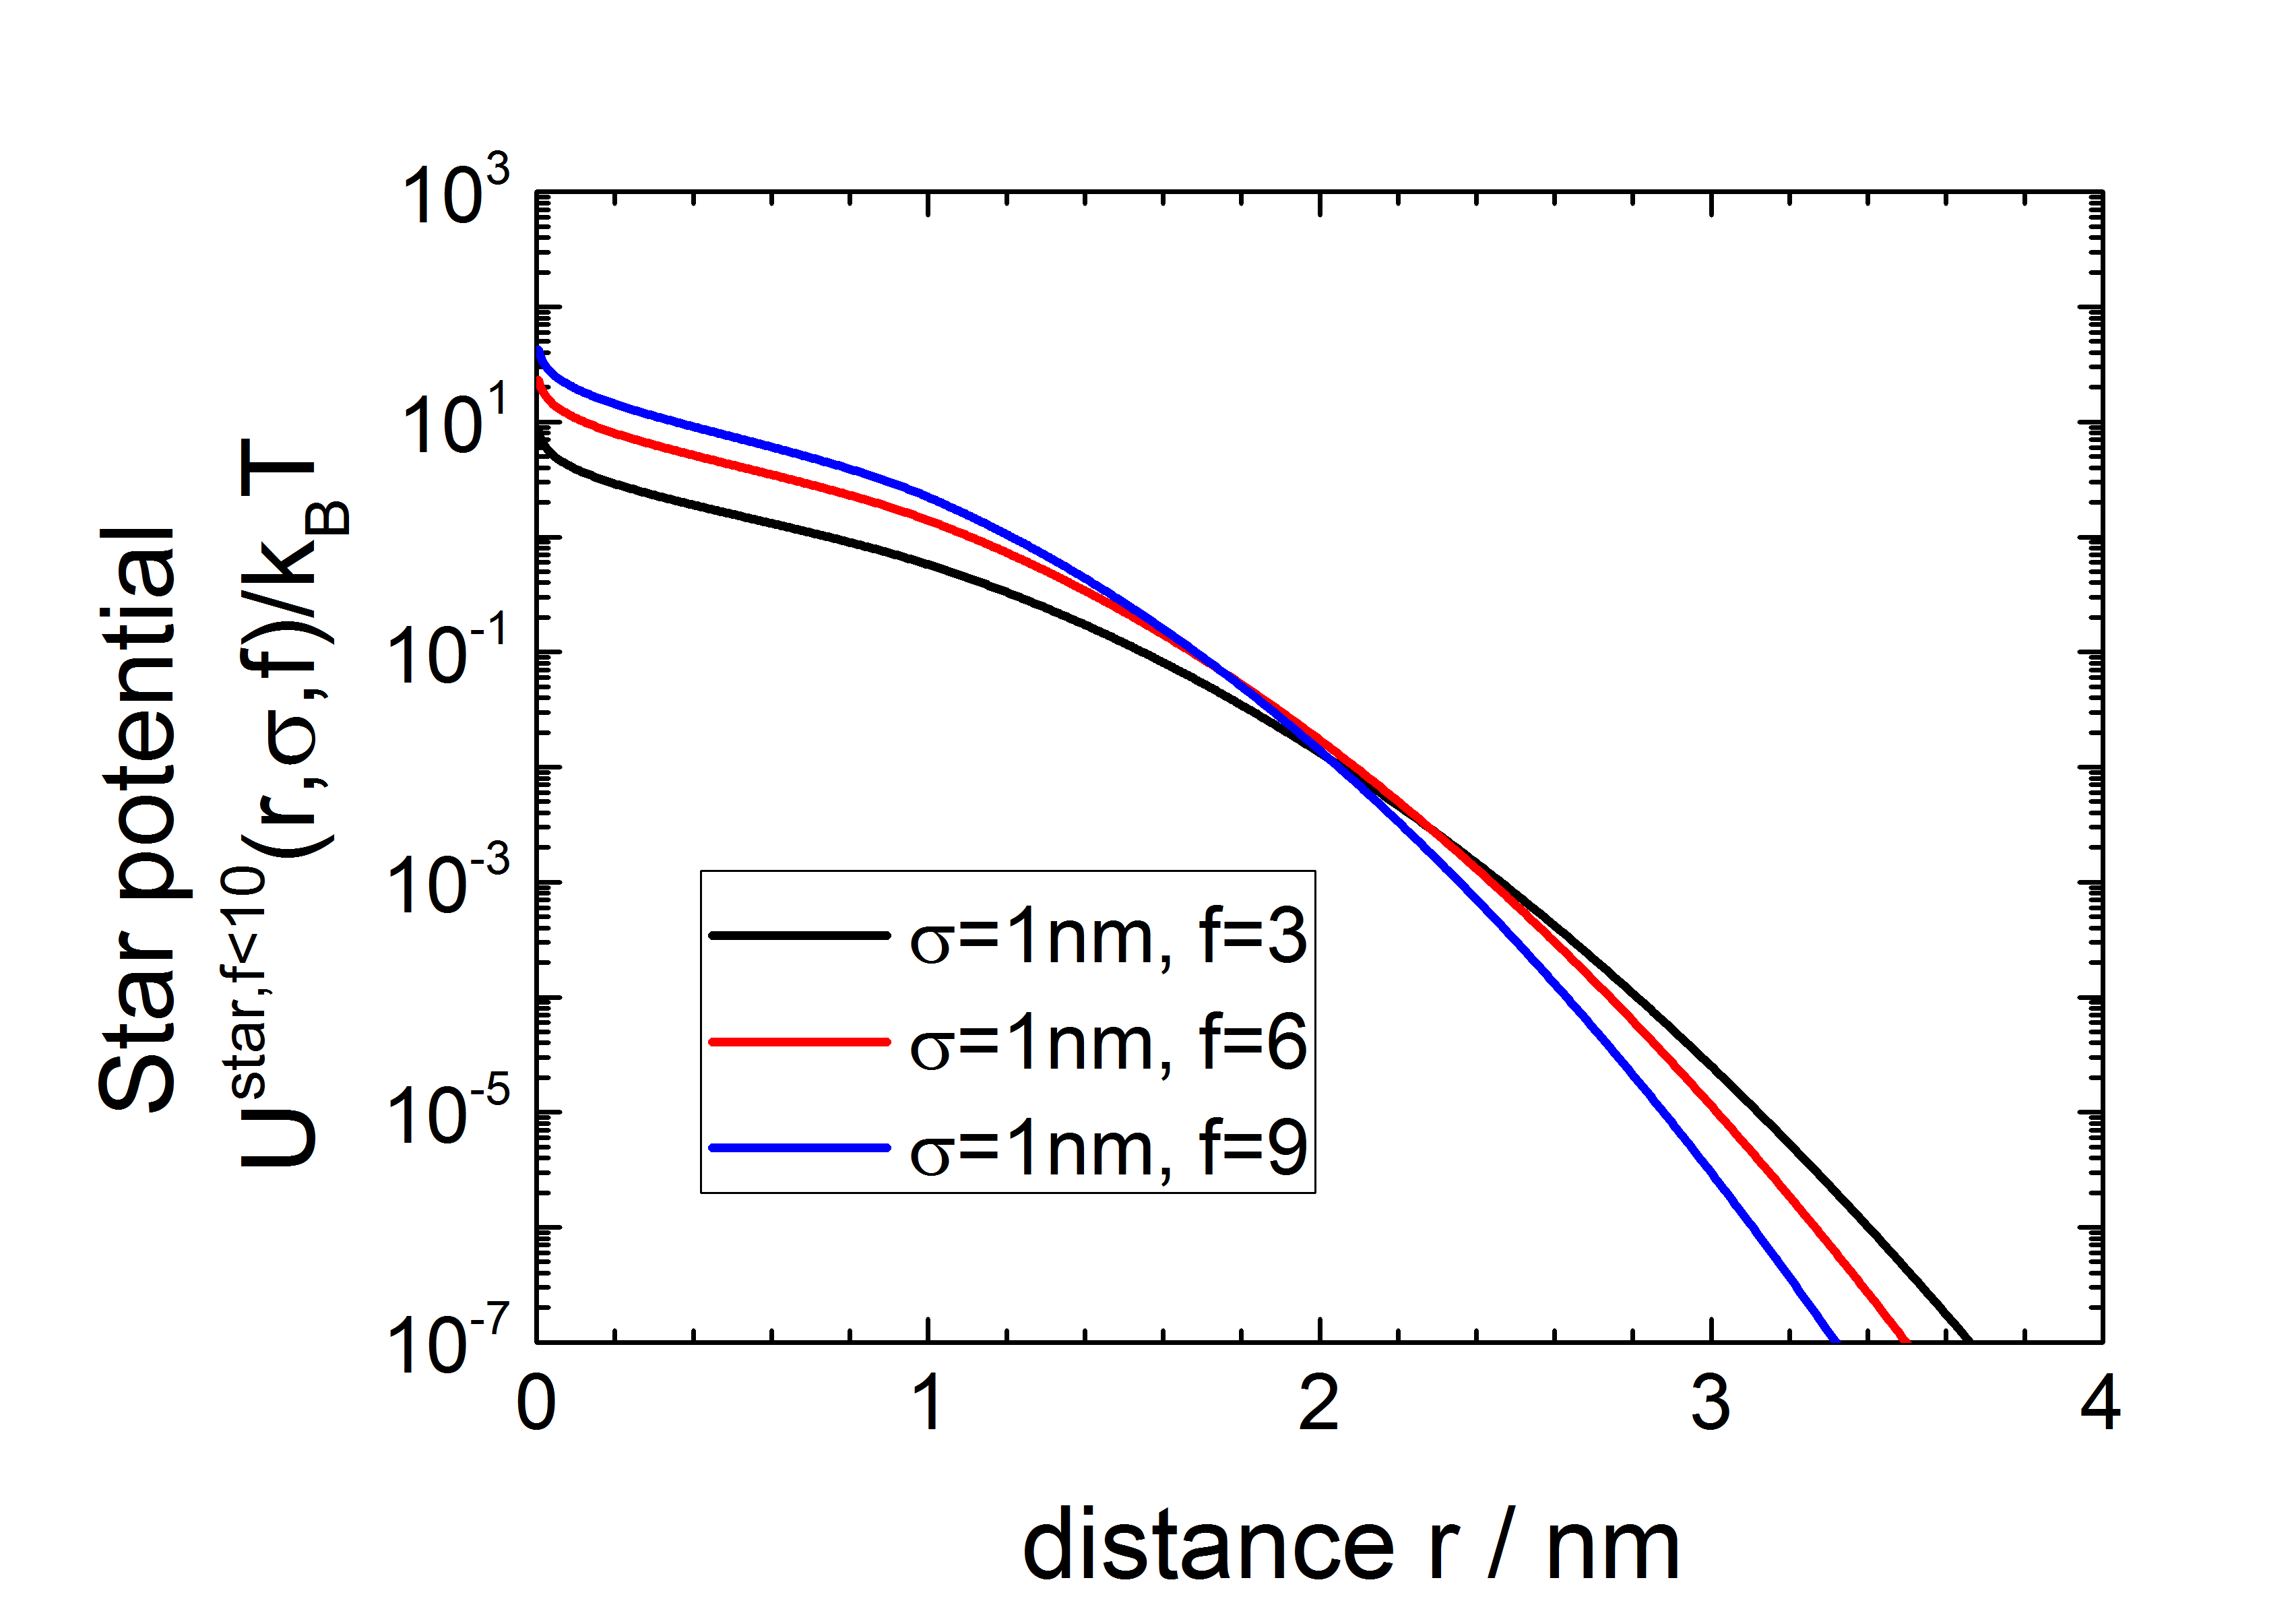 Star potential
U^star,f<10(r,σ,f)/k_BT
10^3
10^1
10^-1
10^-3
10^-5
10^-7
σ=1nm, f=3
σ=1nm, f=6
σ=1nm, f=9
0 1 2 3 4
distance r / nm